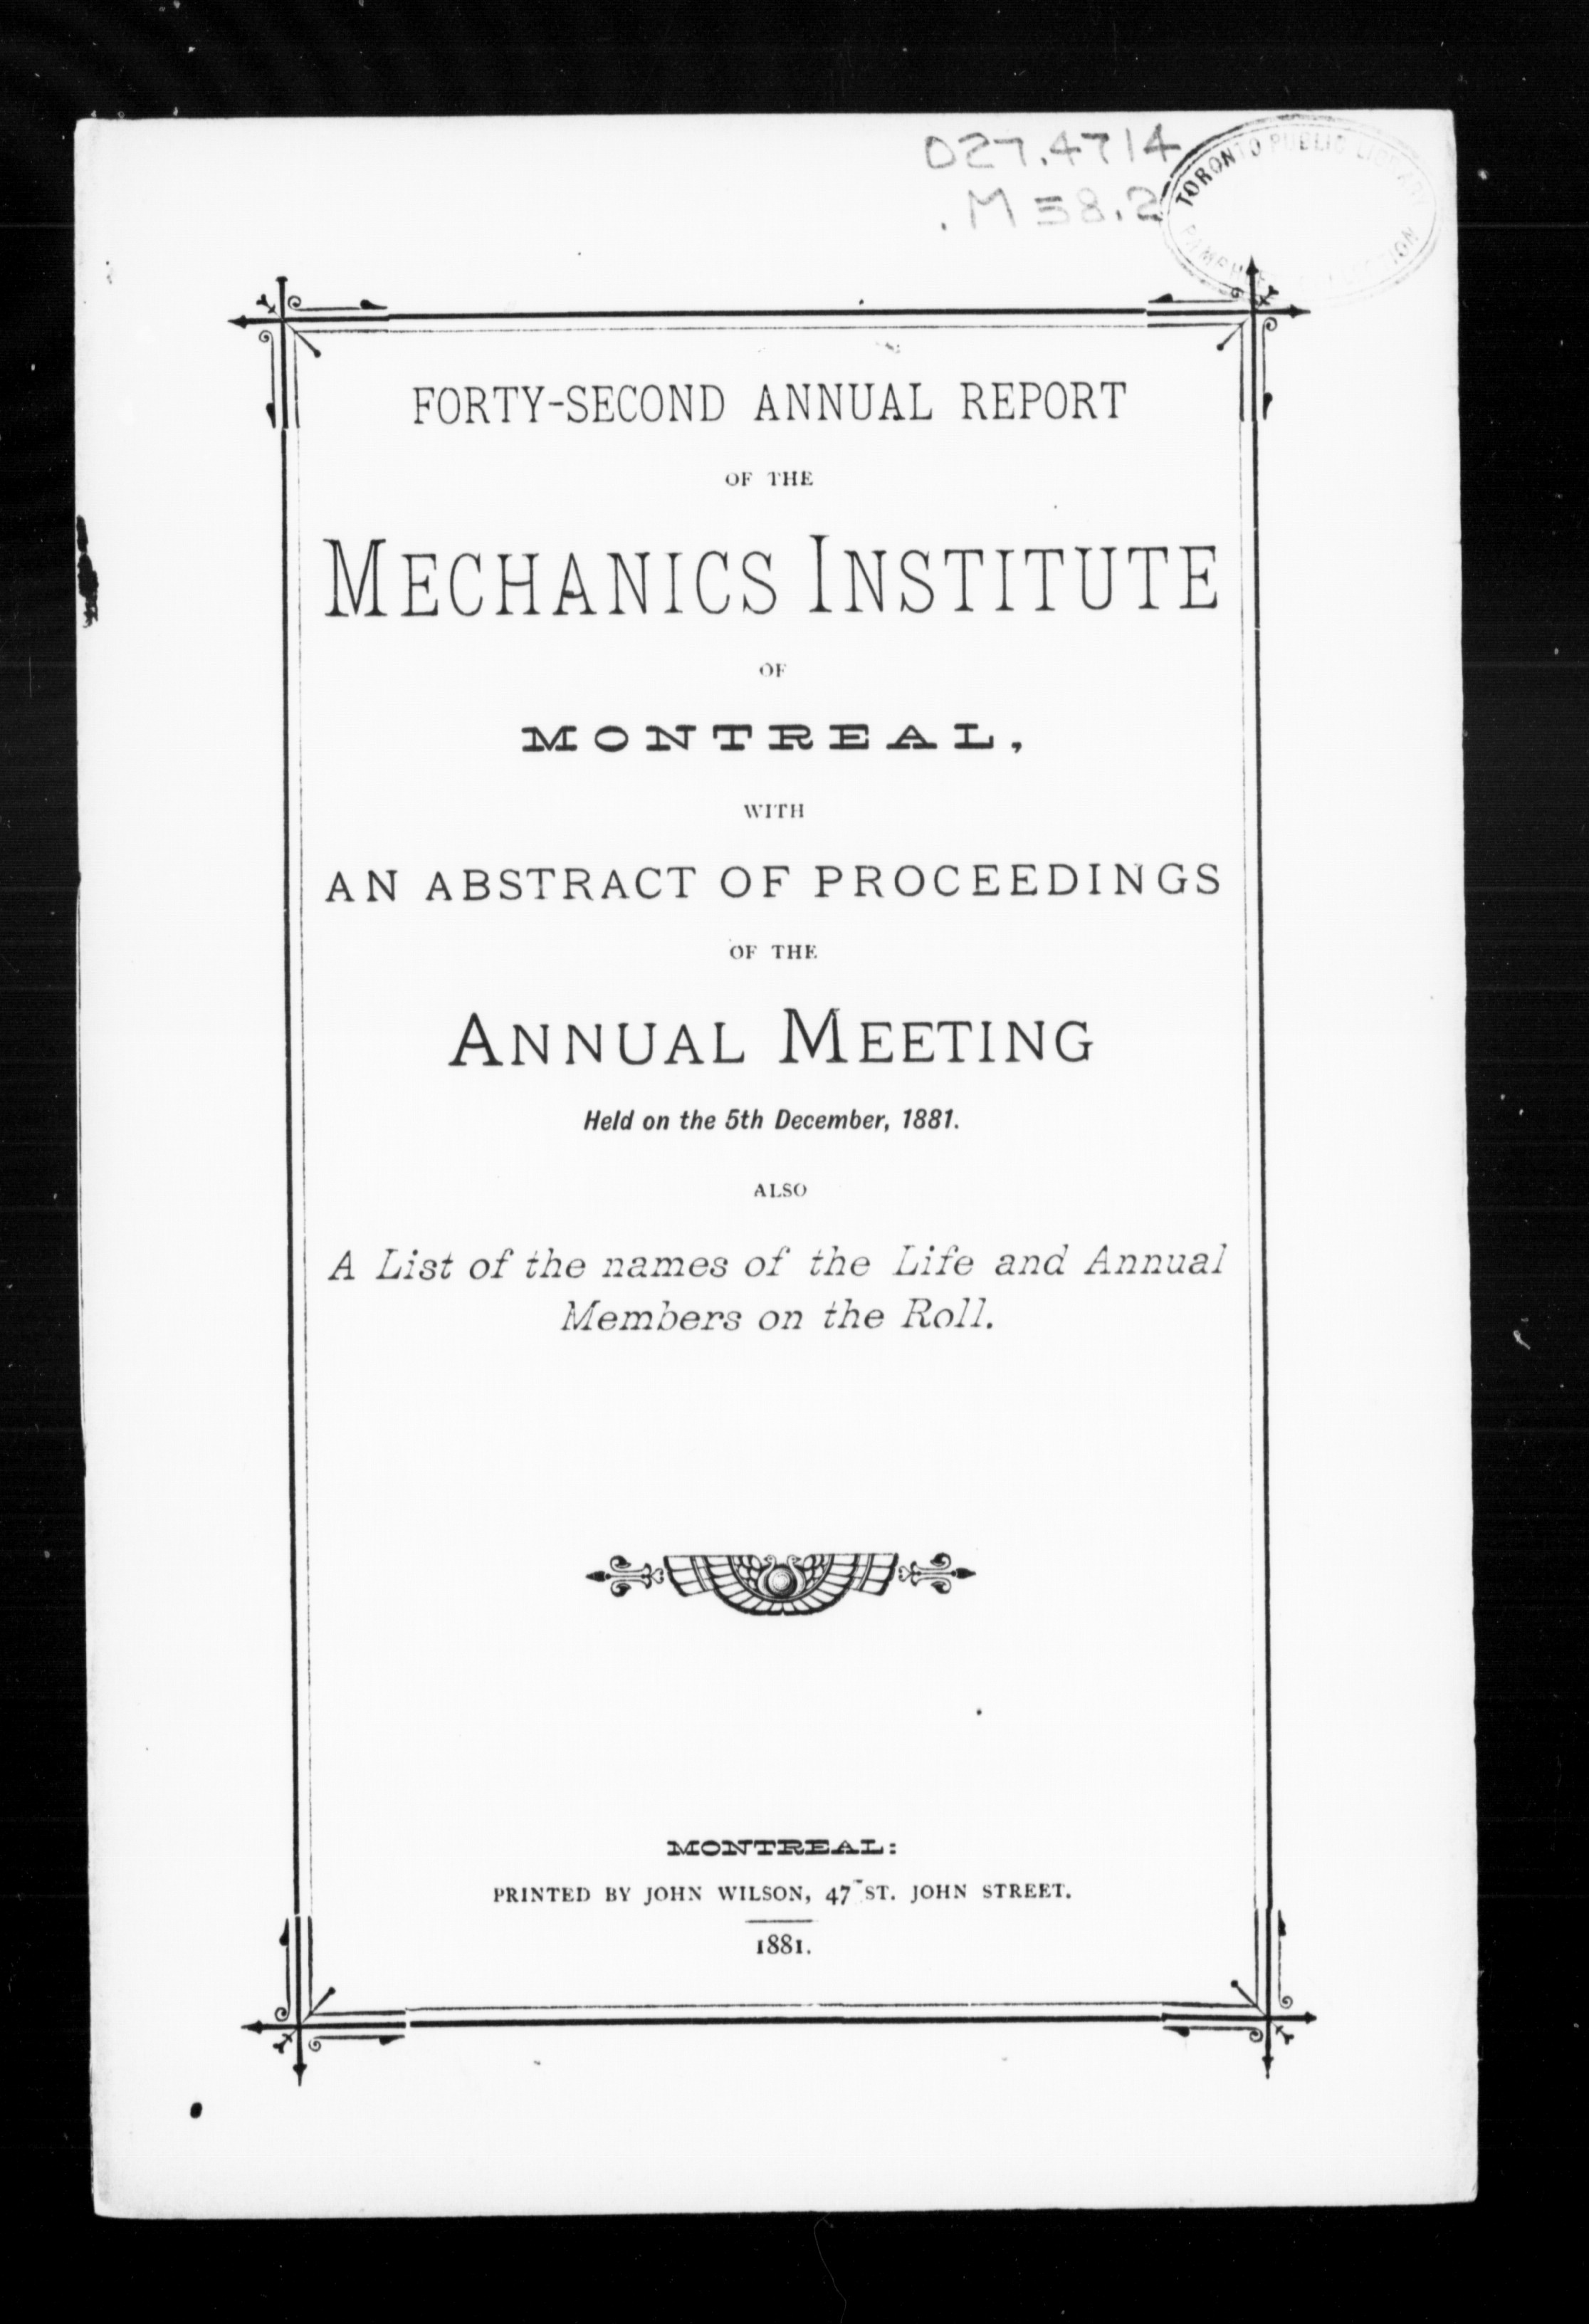 027.4714
TORONTO PUBLIC LIBRARY
FORTY-SECOND ANNUAL REPORT
OF THE
MECHANICS INSTITUTE
OF
MONTREAL,
WITH
AN ABSTRACT OF PROCEEDINGS
OF THE
ANNUAL MEETING
Held on the 5th December, 1881.
ALSO
A List of the names of the Life and Annual
Members on the Roll.
MONTREAL:
PRINTED BY JOHN WILSON, 47 ST. JOHN STREET.
1881.